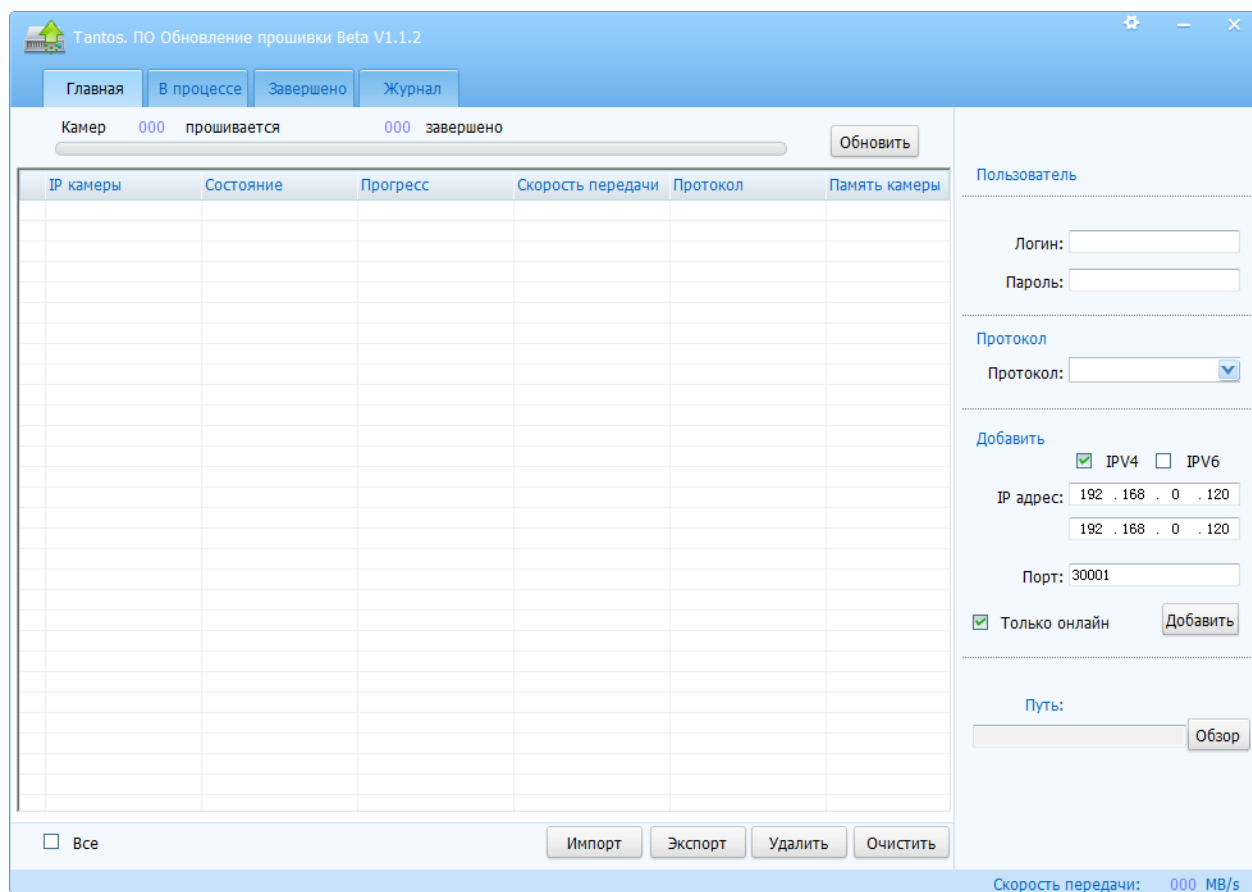 Tantos. ПО Обновление прошивки Beta V1.1.2
Главная В процессе Завершено Журнал
Камер 000 прошивается 000 завершено
Обновить
IP камеры Состояние Прогресс Скорость передачи Протокол Память камеры
Пользователь
Логин:
Пароль:
Протокол
Протокол:
Добавить
IPV4 IPV6
IP адрес: 192 . 168 . 0 . 120
192 . 168 . 0 . 120
Порт: 30001
Только онлайн Добавить
Путь:
Обзор
Все Импорт Экспорт Удалить Очистить
Скорость передачи: 000 MB/s